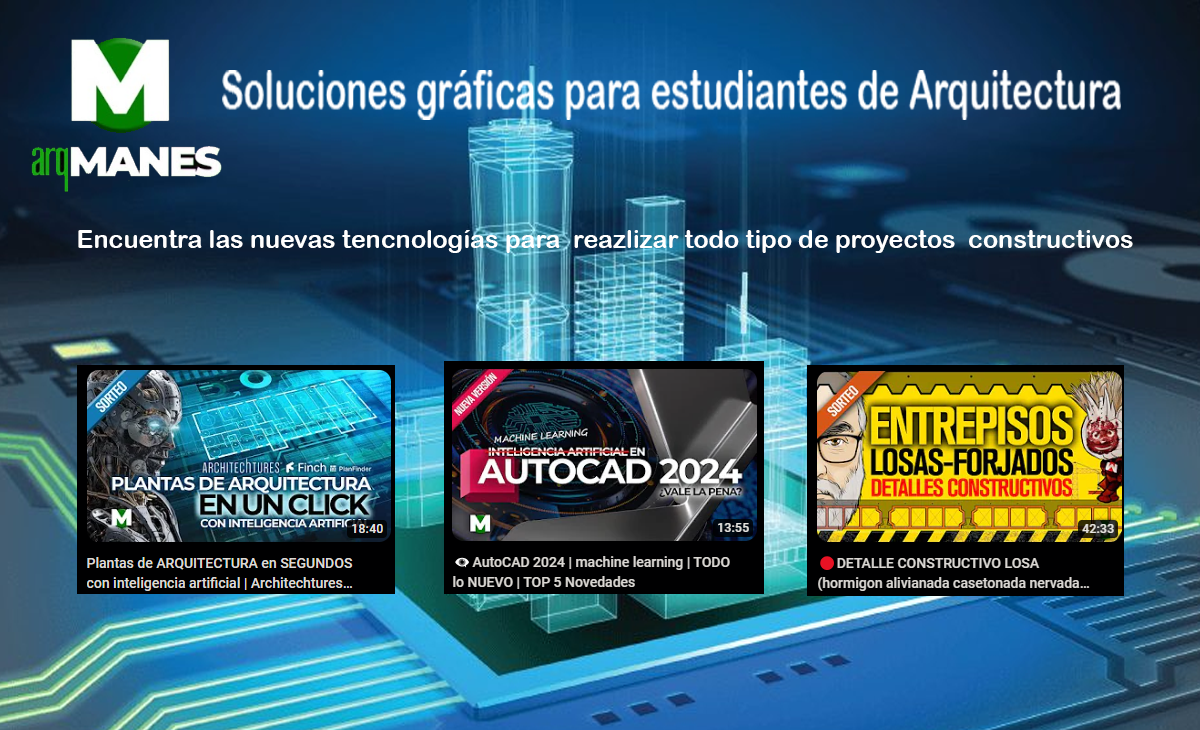 M
Soluciones gráficas para estudiantes de Arquitectura
arqMANES
Encuentra las nuevas tencnologías para reazlizar todo tipo de proyectos constructivos
SORTEO
ARCHITECHTURES Finch PlanFinder
PLANTAS DE ARQUITECTURA
EN UN CLICK
CON INTELIGENCIA ARTIFICIAL
M
18:40
Plantas de ARQUITECTURA en SEGUNDOS
con inteligencia artificial | Architechtures...
NUEVA VERSIÓN
MACHINE LEARNING
INTELIGENCIA ARTIFICIAL EN
AUTOCAD 2024
¿VALE LA PENA?
M
13:55
AutoCAD 2024 | machine learning | TODO
lo NUEVO | TOP 5 Novedades
SORTEO
ENTREPISOS
LOSAS-FORJADOS
DETALLES CONSTRUCTIVOS
42:33
DETALLE CONSTRUCTIVO LOSA
(hormigon alivianada casetonada nervada...